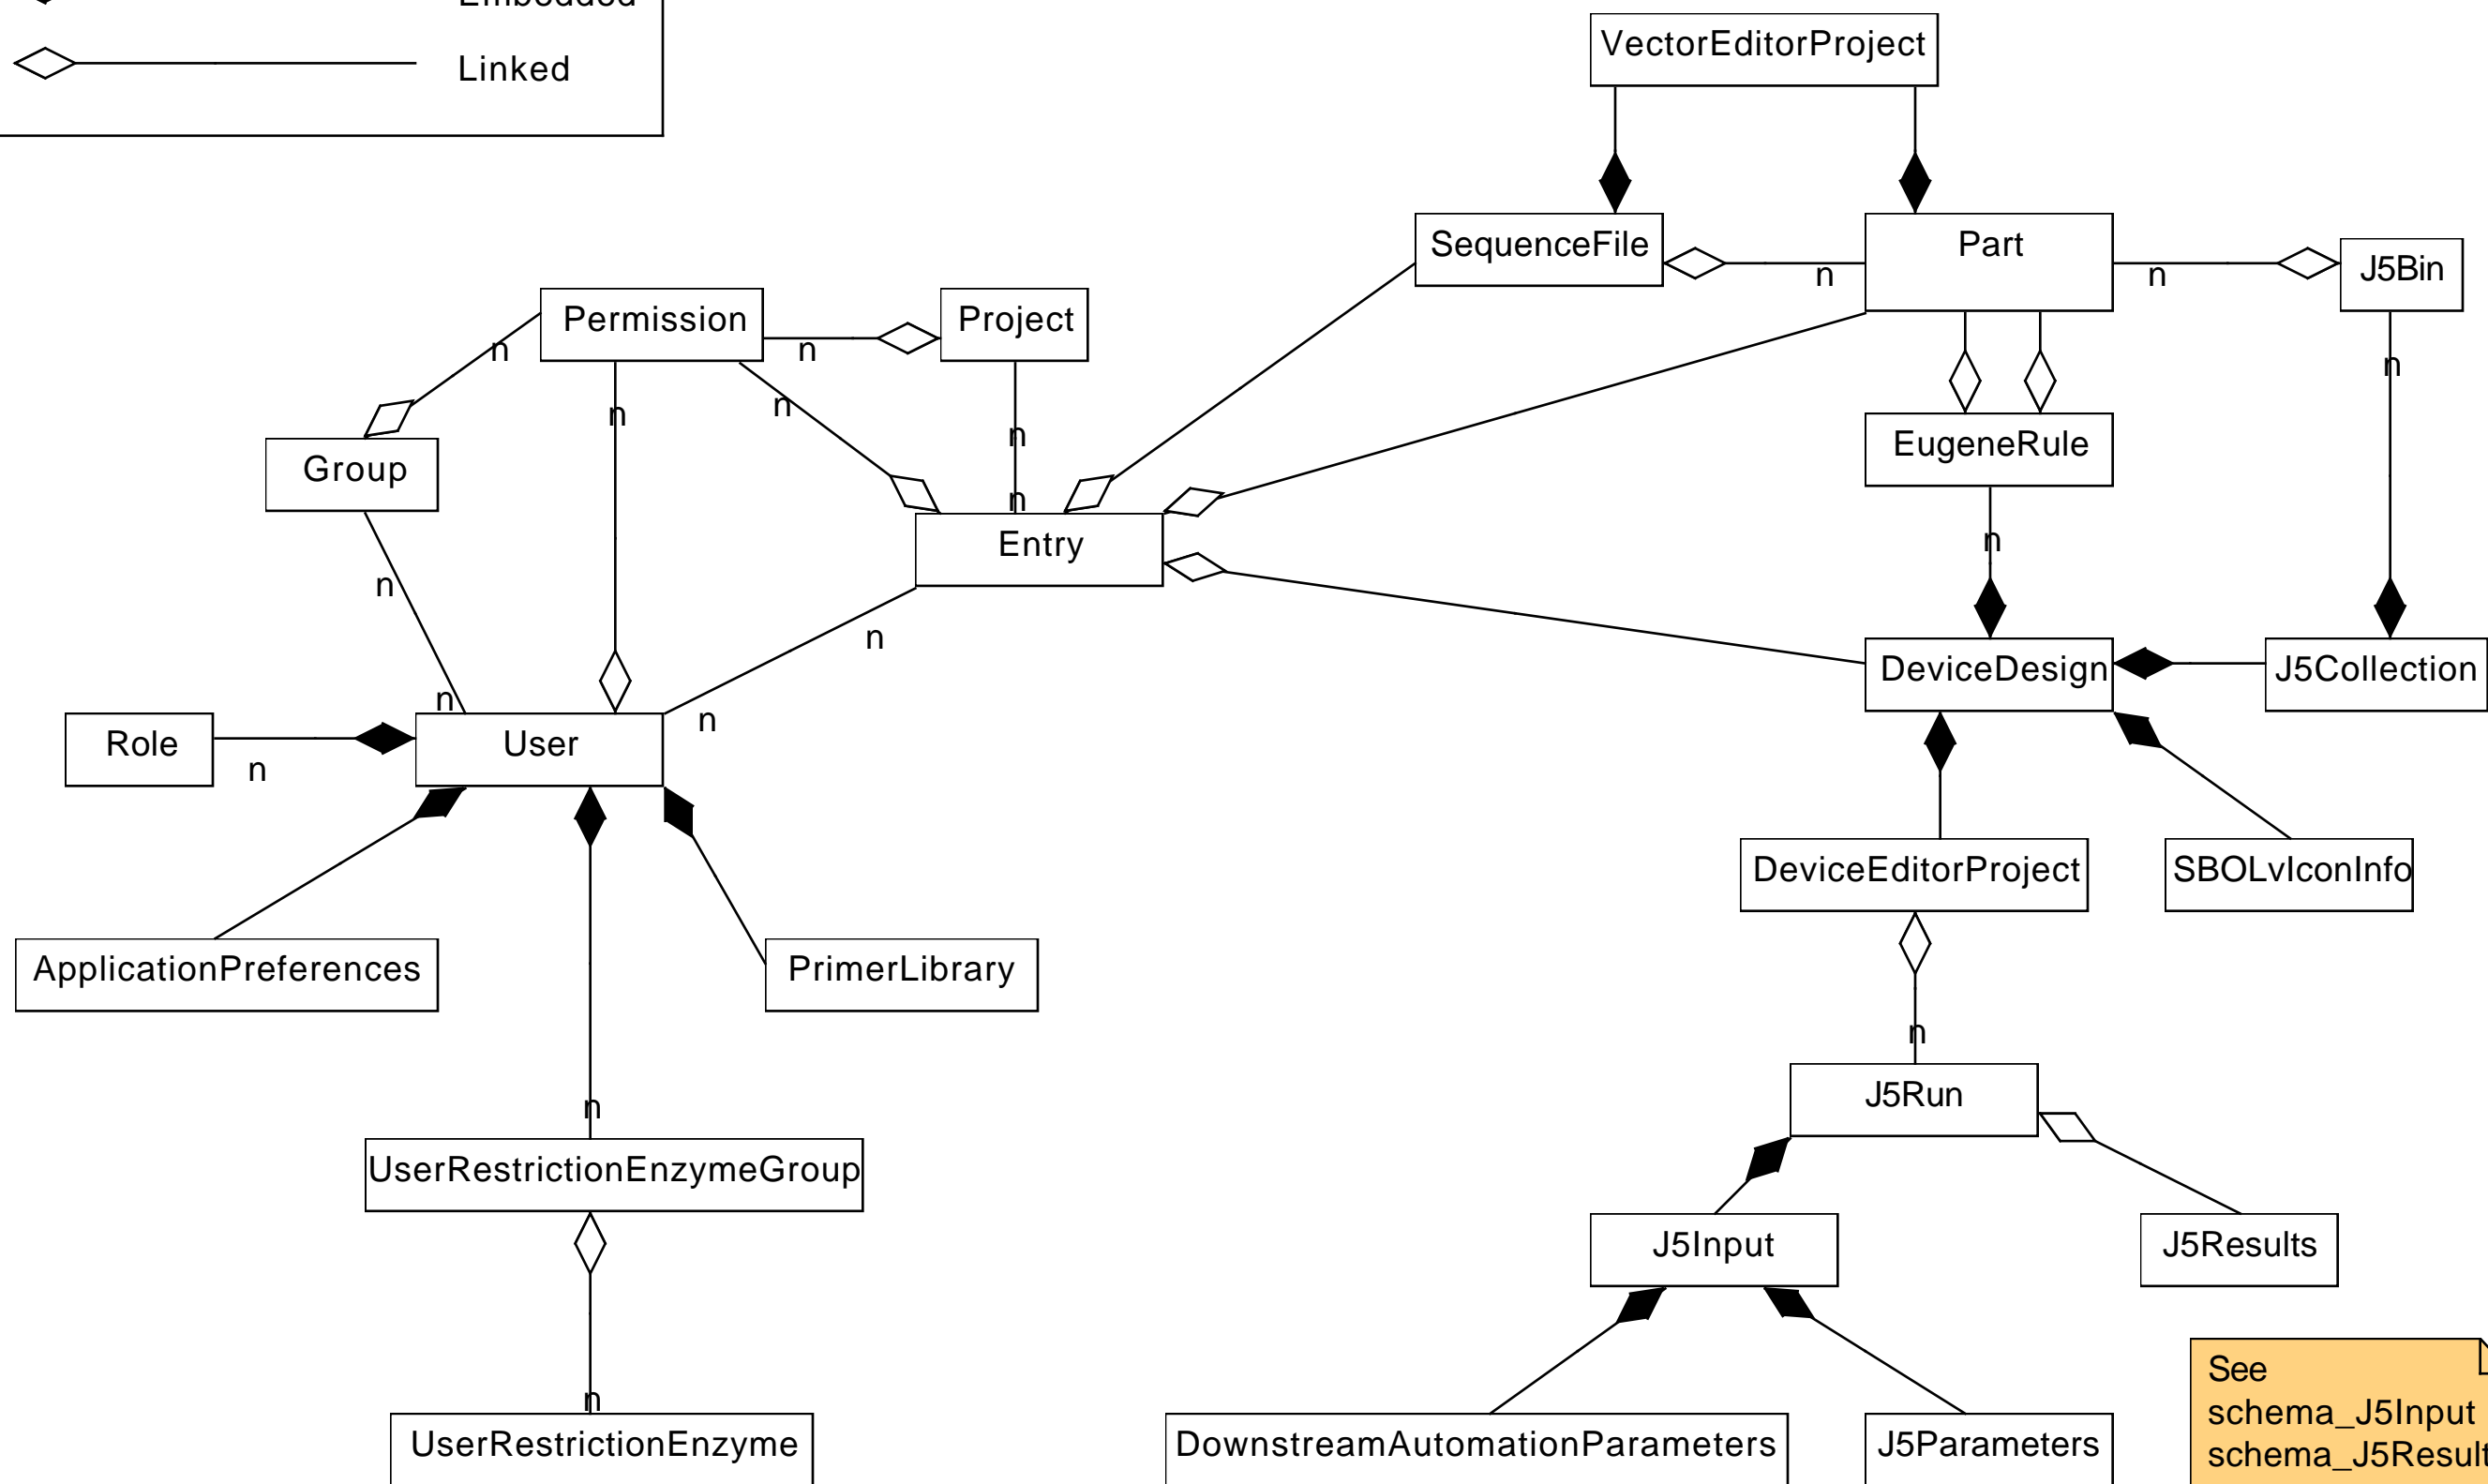 Embedded
Linked
VectorEditorProject
SequenceFile
Part
J5Bin
n
n
Permission
Project
n
n
n
n
n
n
n
Group
EugeneRule
n
Entry
n
n
n
n
n
DeviceDesign
J5Collection
Role
n
User
DeviceEditorProject
SBOLvIconInfo
ApplicationPreferences
PrimerLibrary
n
J5Run
n
UserRestrictionEnzymeGroup
J5Input
J5Results
n
UserRestrictionEnzyme
DownstreamAutomationParameters
J5Parameters
See
schema_J5Input
schema_J5Result